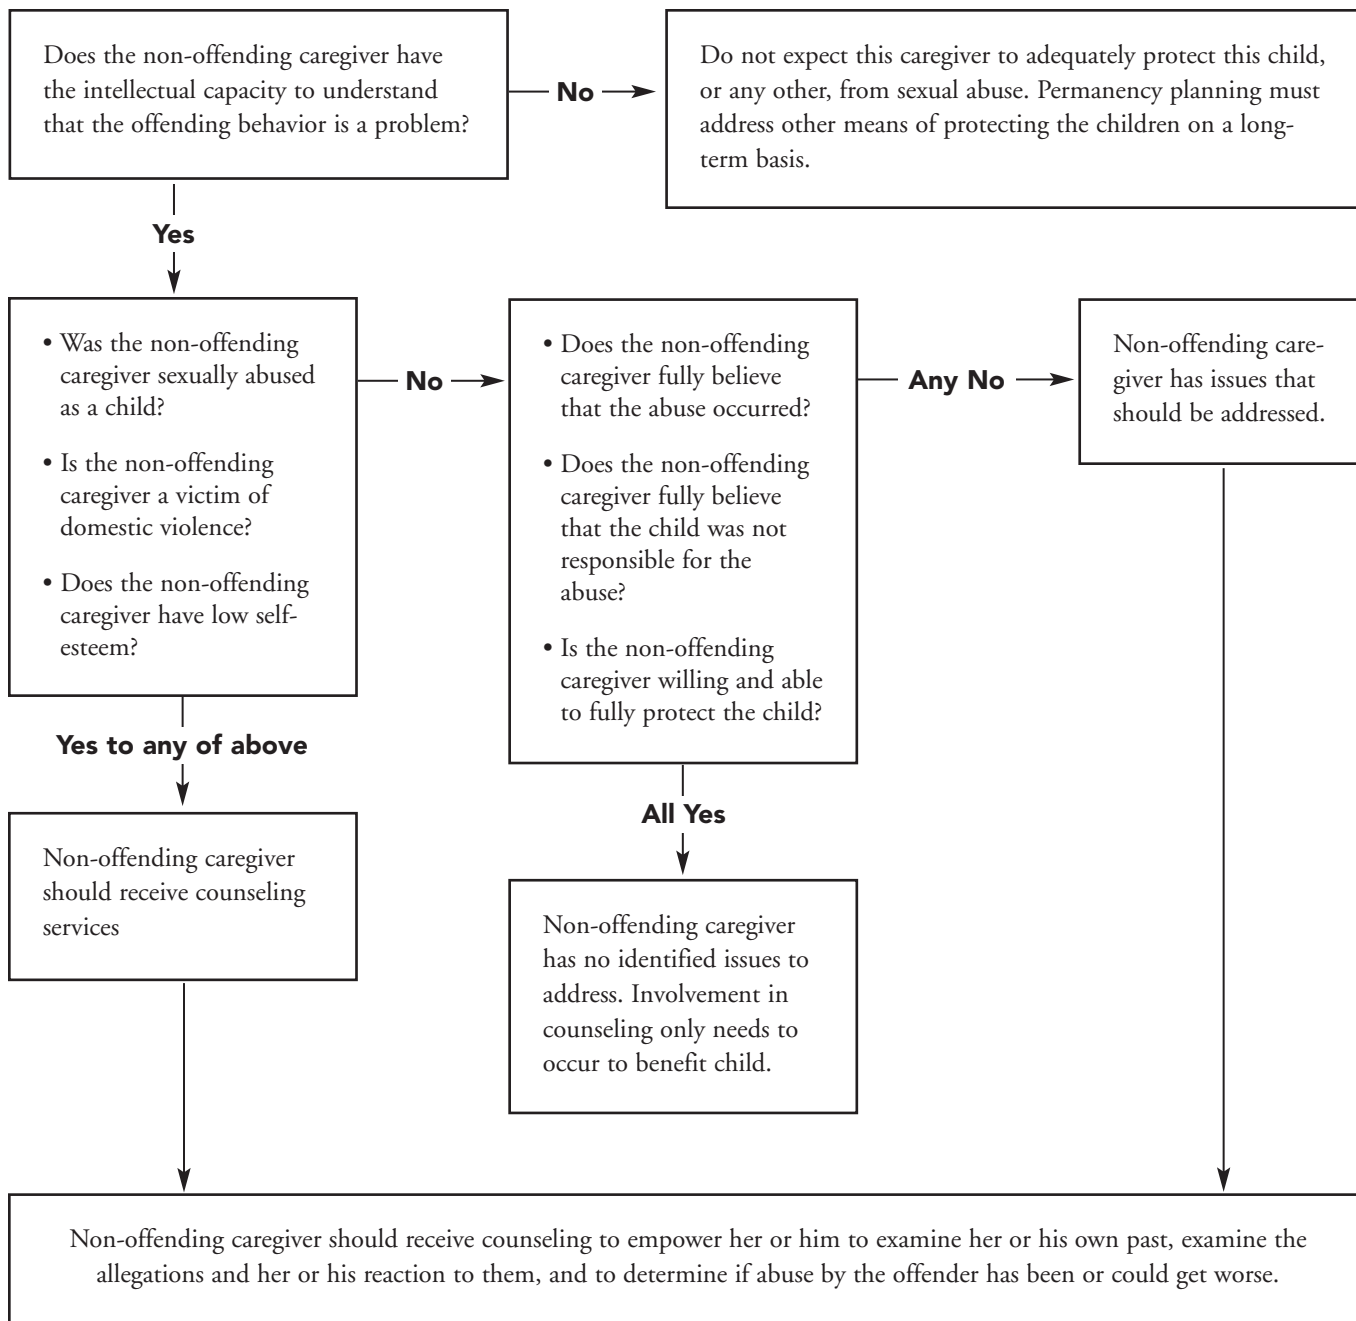 Does the non-offending caregiver have
the intellectual capacity to understand
that the offending behavior is a problem?
No
Do not expect this caregiver to adequately protect this child,
or any other, from sexual abuse. Permanency planning must
address other means of protecting the children on a long-
term basis.
Yes
• Was the non-offending
caregiver sexually abused
as a child?
• Is the non-offending
caregiver a victim of
domestic violence?
• Does the non-offending
caregiver have low self-
esteem?
No
• Does the non-offending
caregiver fully believe
that the abuse occurred?
• Does the non-offending
caregiver fully believe
that the child was not
responsible for the
abuse?
• Is the non-offending
caregiver willing and able
to fully protect the child?
Any No
Non-offending care-
giver has issues that
should be addressed.
Yes to any of above
All Yes
Non-offending caregiver
should receive counseling
services
Non-offending caregiver
has no identified issues to
address. Involvement in
counseling only needs to
occur to benefit child.
Non-offending caregiver should receive counseling to empower her or him to examine her or his own past, examine the
allegations and her or his reaction to them, and to determine if abuse by the offender has been or could get worse.